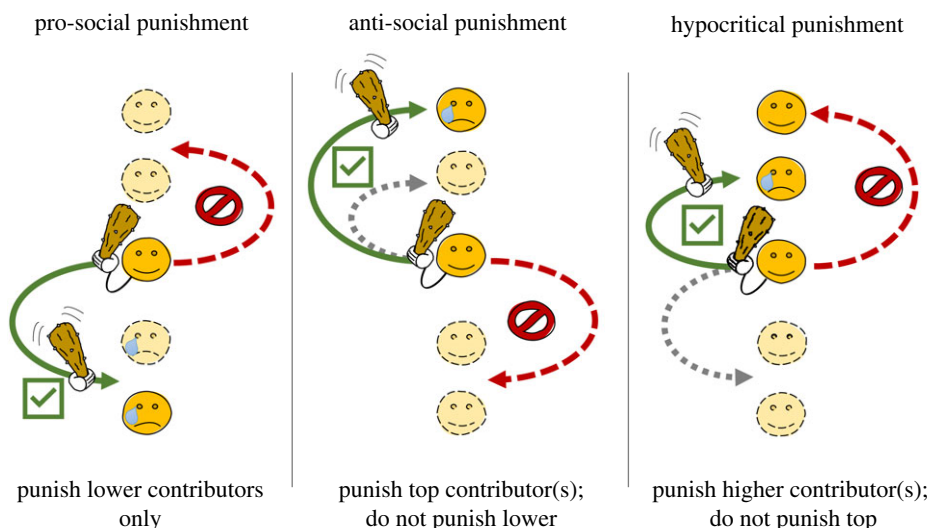 pro-social punishment
anti-social punishment
hypocritical punishment
punish lower contributors
only
punish top contributor(s);
do not punish lower
punish higher contributor(s);
do not punish top